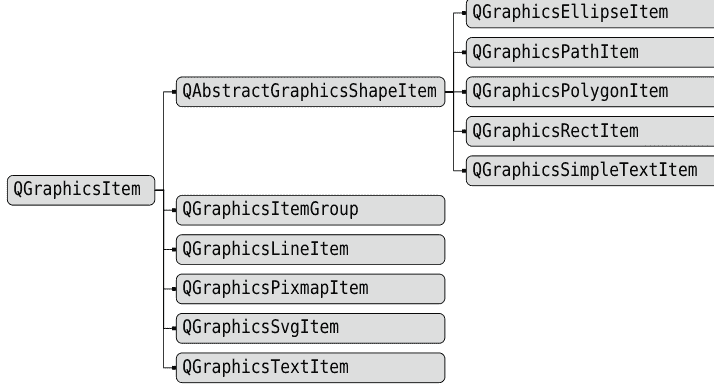 QGraphicsEllipseItem
QGraphicsPathItem
QAbstractGraphicsShapeItem
QGraphicsPolygonItem
QGraphicsRectItem
QGraphicsSimpleTextItem
QGraphicsItem
QGraphicsItemGroup
QGraphicsLineItem
QGraphicsPixmapItem
QGraphicsSvgItem
QGraphicsTextItem